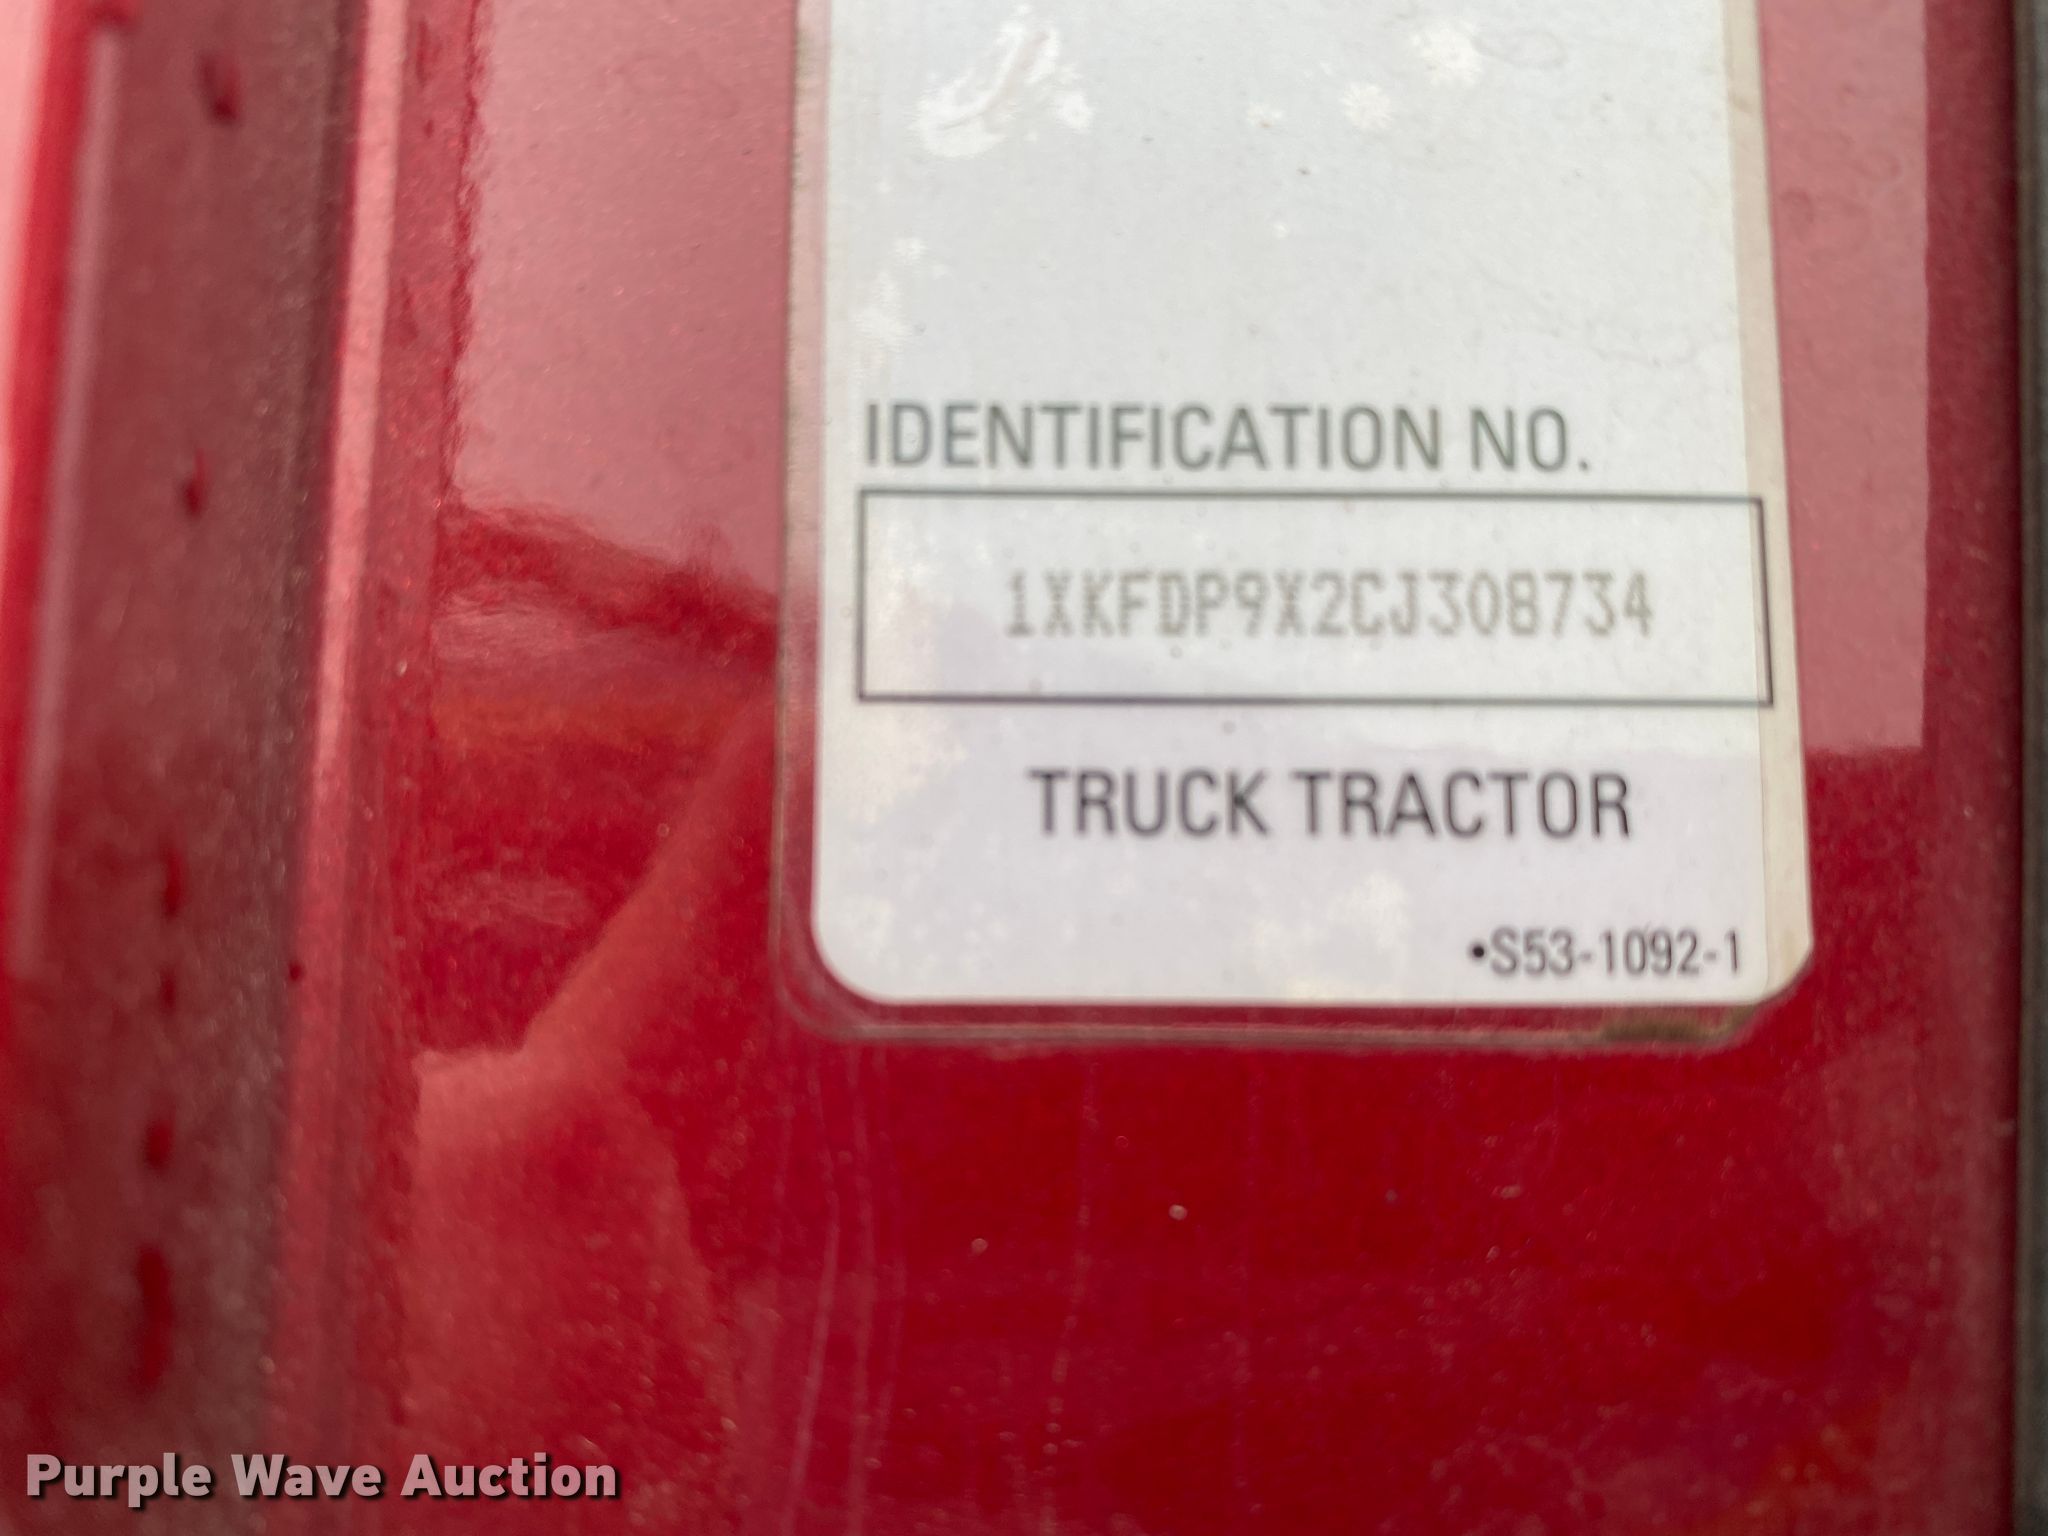 IDENTIFICATION NO.
1XKFDP9X2CJ308734
TRUCK TRACTOR
•S53-1092-1
Purple Wave Auction